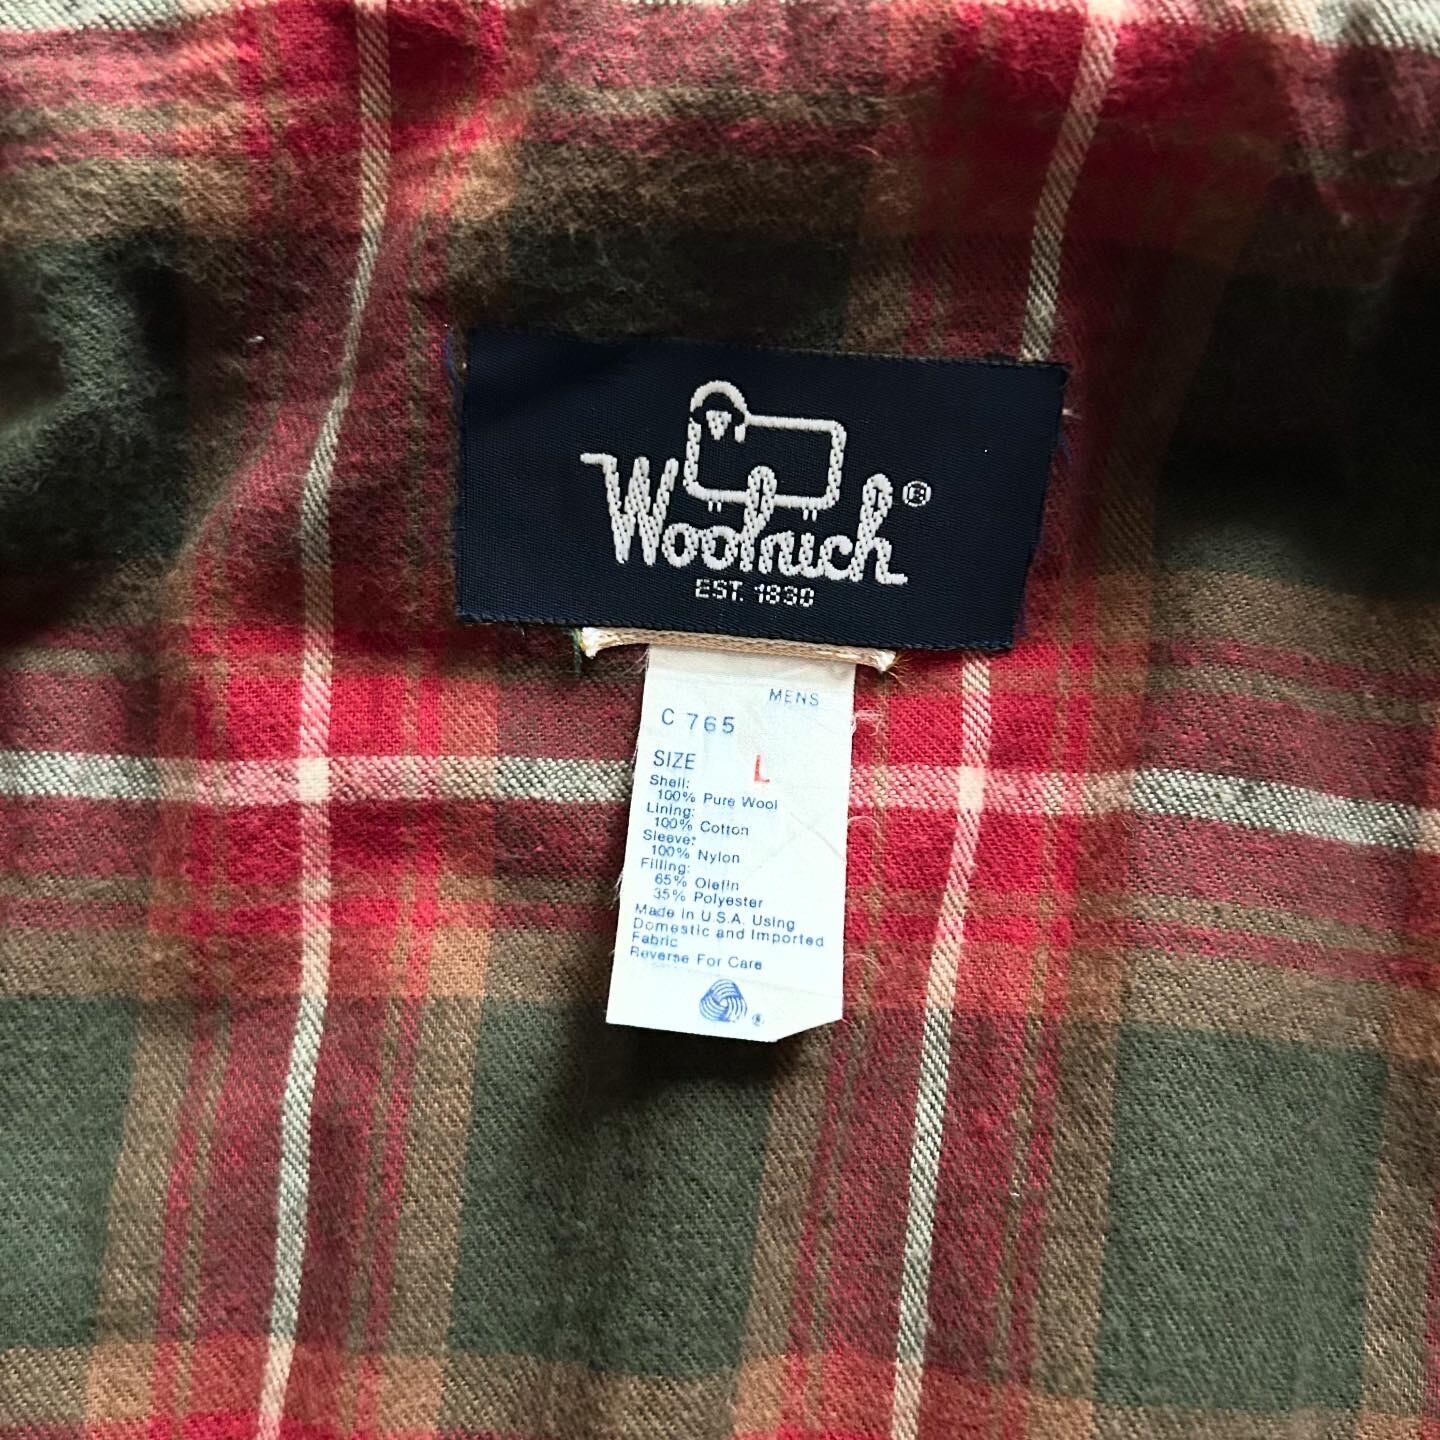 Woolrich®
EST. 1830
MENS
C 765
SIZE L
Shell:
100% Pure Wool
Lining:
100% Cotton
Sleeve:
100% Nylon
Filling:
65% Olefin
35% Polyester
Made in U.S.A. Using
Domestic and Imported
Fabric
Reverse For Care
®